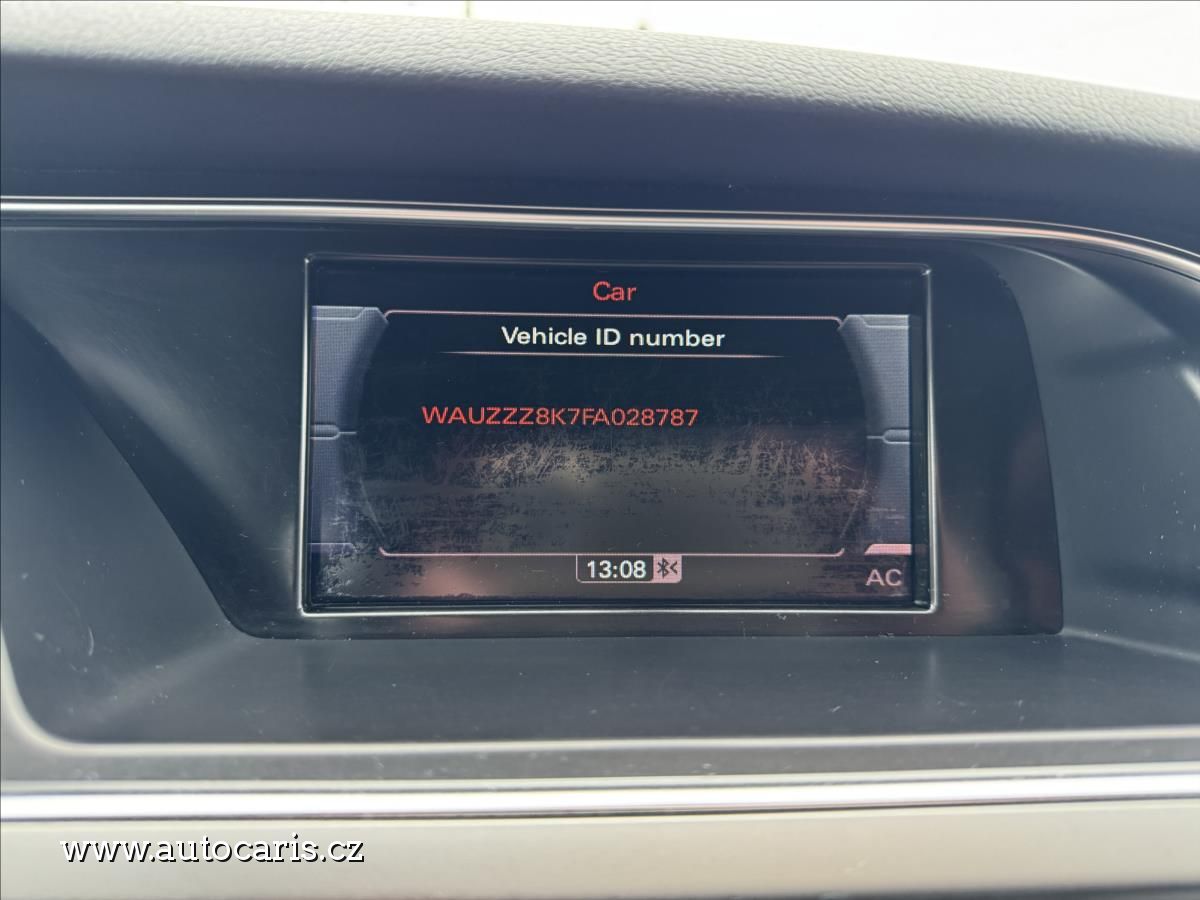 Car
Vehicle ID number
WAUZZZ8K7FA028787
13:08
AC
www.autocaris.cz